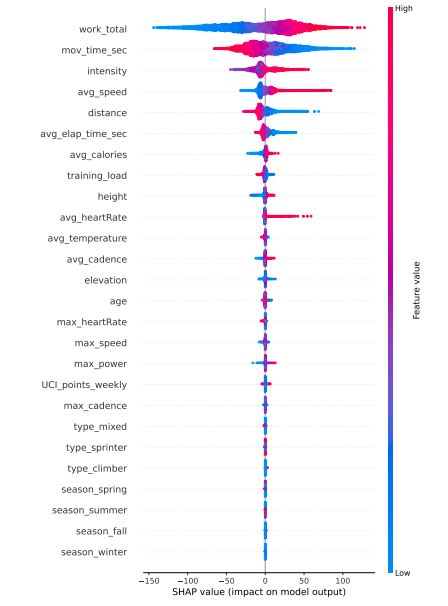 High
work_total
mov_time_sec
intensity
avg_speed
distance
avg_elap_time_sec
avg_calories
training_load
height
avg_heartRate
avg_temperature
avg_cadence
elevation
age
max_heartRate
max_speed
max_power
UCI_points_weekly
max_cadence
type_mixed
type_sprinter
type_climber
season_spring
season_summer
season_fall
season_winter
Feature value
Low
−150 −100 −50 0 50 100
SHAP value (impact on model output)